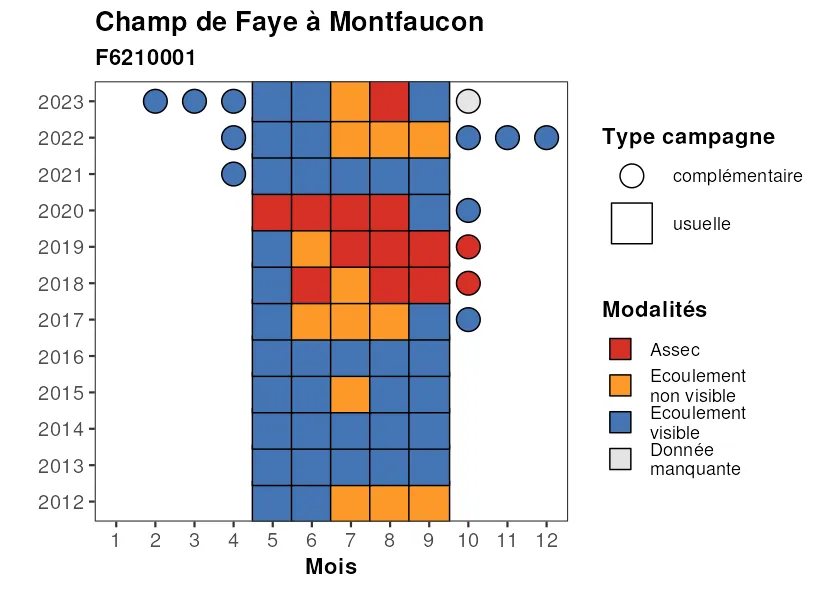 Champ de Faye à Montfaucon
F6210001
2023
2022
2021
2020
2019
2018
2017
2016
2015
2014
2013
2012
1 2 3 4 5 6 7 8 9 10 11 12
Mois
Type campagne
complémentaire
usuelle
Modalités
Assec
Ecoulement
non visible
Ecoulement
visible
Donnée
manquante